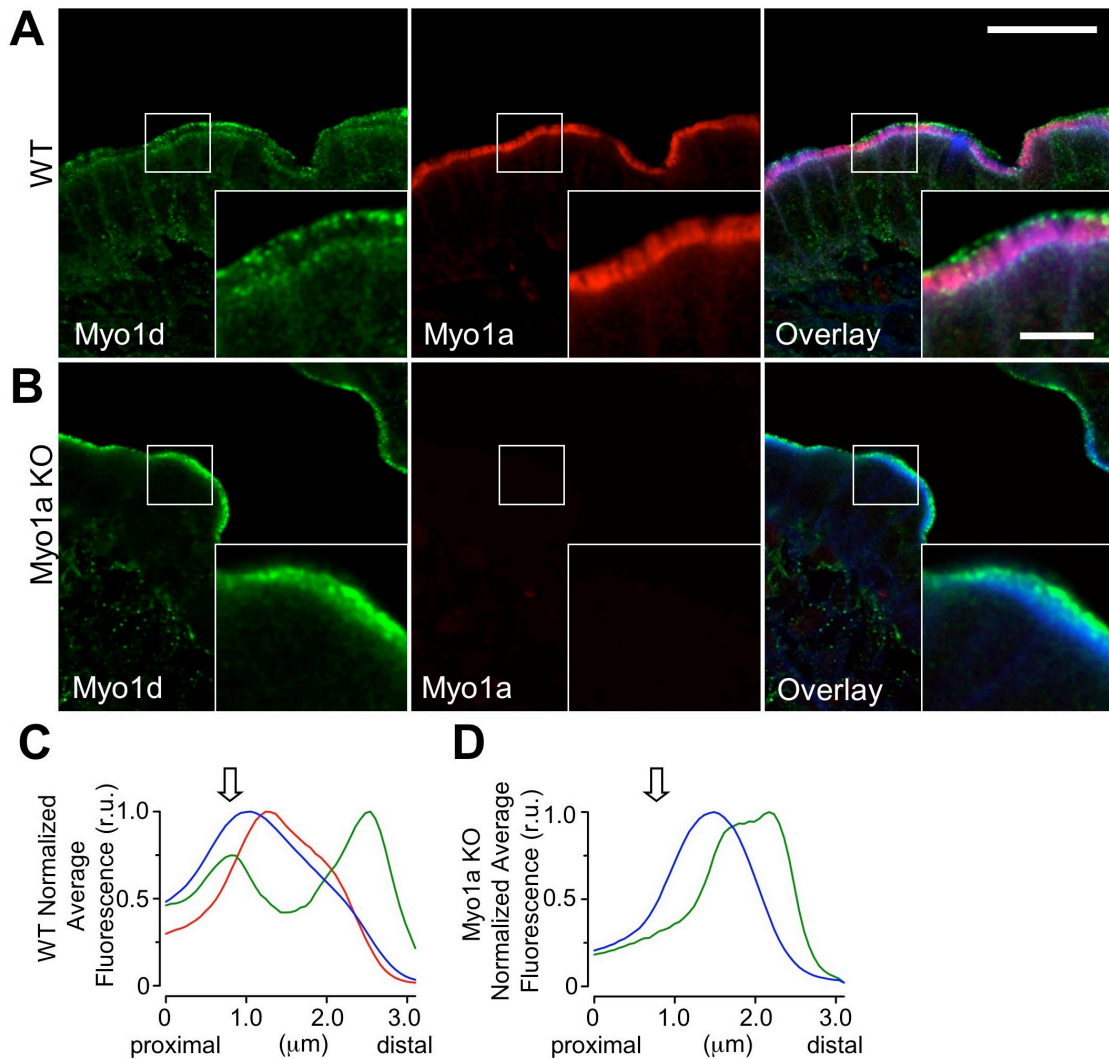 A
WT
Myo1d
Myo1a
Overlay
B
Myo1a KO
Myo1d
Myo1a
Overlay
C
WT Normalized
Average
Fluorescence (r.u.)
1.0
0.5
0
0
1.0
2.0
3.0
proximal
(μm)
distal
D
Myo1a KO
Normalized Average
Fluorescence (r.u.)
1.0
0.5
0
0
1.0
2.0
3.0
proximal
(μm)
distal